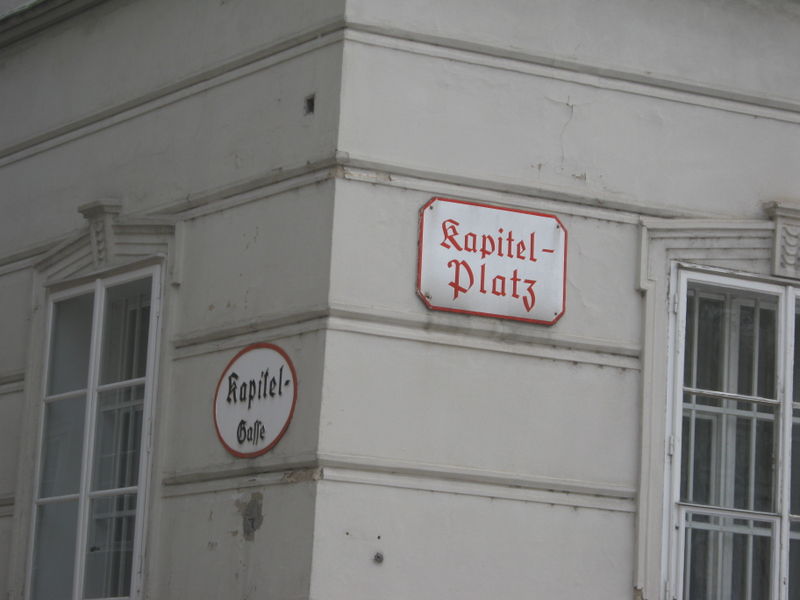 Kapitel-
Gasse
Kapitel-
Platz